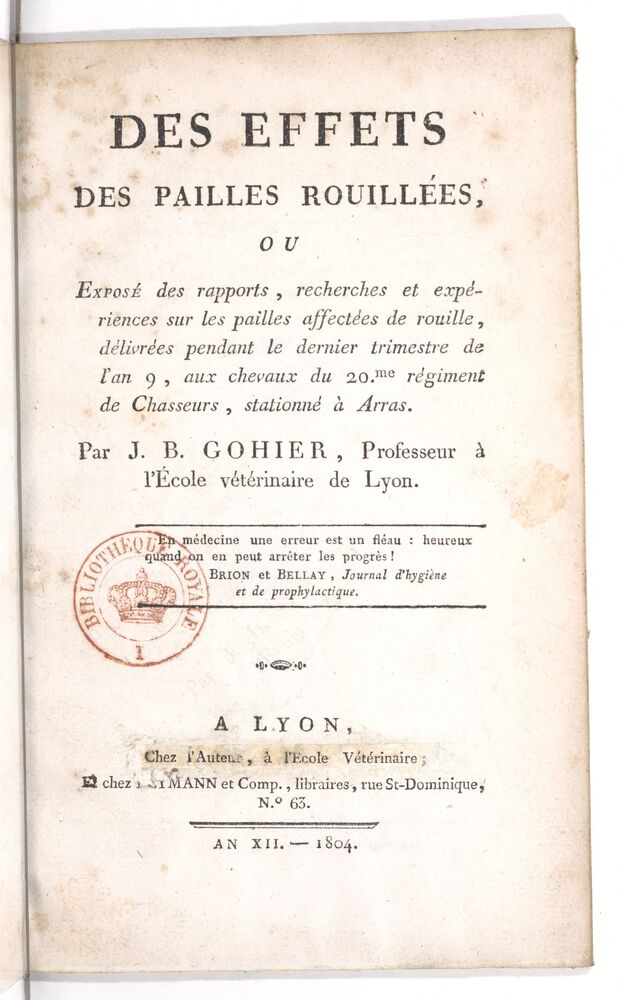 DES EFFETS
DES PAILLES ROUILLÉES,
OU
EXPOSÉ des rapports , recherches et expé-
riences sur les pailles affectées de rouille ,
délivrées pendant le dernier trimestre de
l'an 9 , aux chevaux du 20.me régiment
de Chasseurs , stationné à Arras.
Par J. B. GOHIER , Professeur à
l'École vétérinaire de Lyon.
En médecine une erreur est un fléau : heureux
quand on en peut arrêter les progrès !
BRION et BELLAY , Journal d'hygiène
et de prophylactique.
BIBLIOTHÈQUE ROYALE
1
A LYON,
Chez l'Auteur, à l'Ecole Vétérinaire ;
Et chez MANN et Comp., libraires, rue St-Dominique,
N.º 63.
AN XII. — 1804.